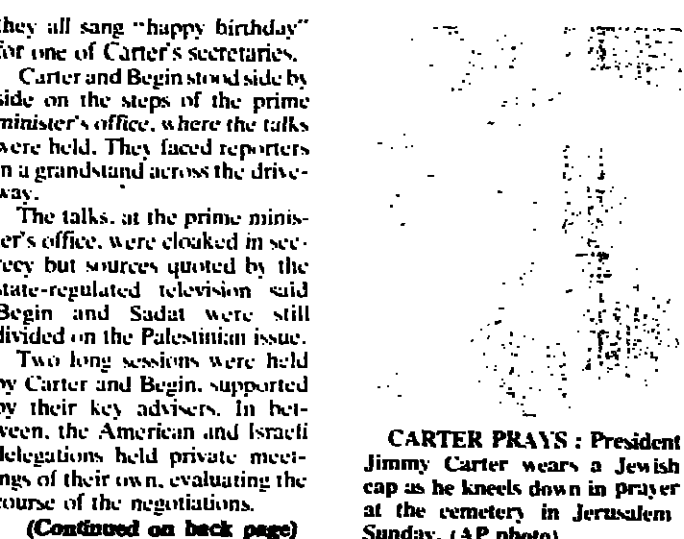 they all sang "happy birthday"
for one of Carter's secretaries.
Carter and Begin stood side by
side on the steps of the prime
minister's office, where the talks
were held. They faced reporters
in a grandstand across the drive-
way.
The talks, at the prime minis-
ter's office, were cloaked in sec-
recy but sources quoted by the
state-regulated television said
Begin and Sadat were still
divided on the Palestinian issue.
Two long sessions were held
by Carter and Begin, supported
by their key advisers. In bet-
ween, the American and Israeli
delegations held private meet-
ings of their own, evaluating the
course of the negotiations.
(Continued on back page)
CARTER PRAYS : President
Jimmy Carter wears a Jewish
cap as he kneels down in prayer
at the cemetery in Jerusalem
Sunday. (AP photo)